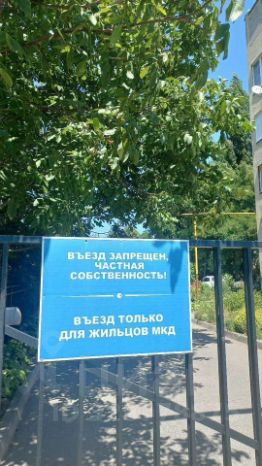 ВЪЕЗД ЗАПРЕЩЕН,
ЧАСТНАЯ
СОБСТВЕННОСТЬ!
ВЪЕЗД ТОЛЬКО
ДЛЯ ЖИЛЬЦОВ МКД